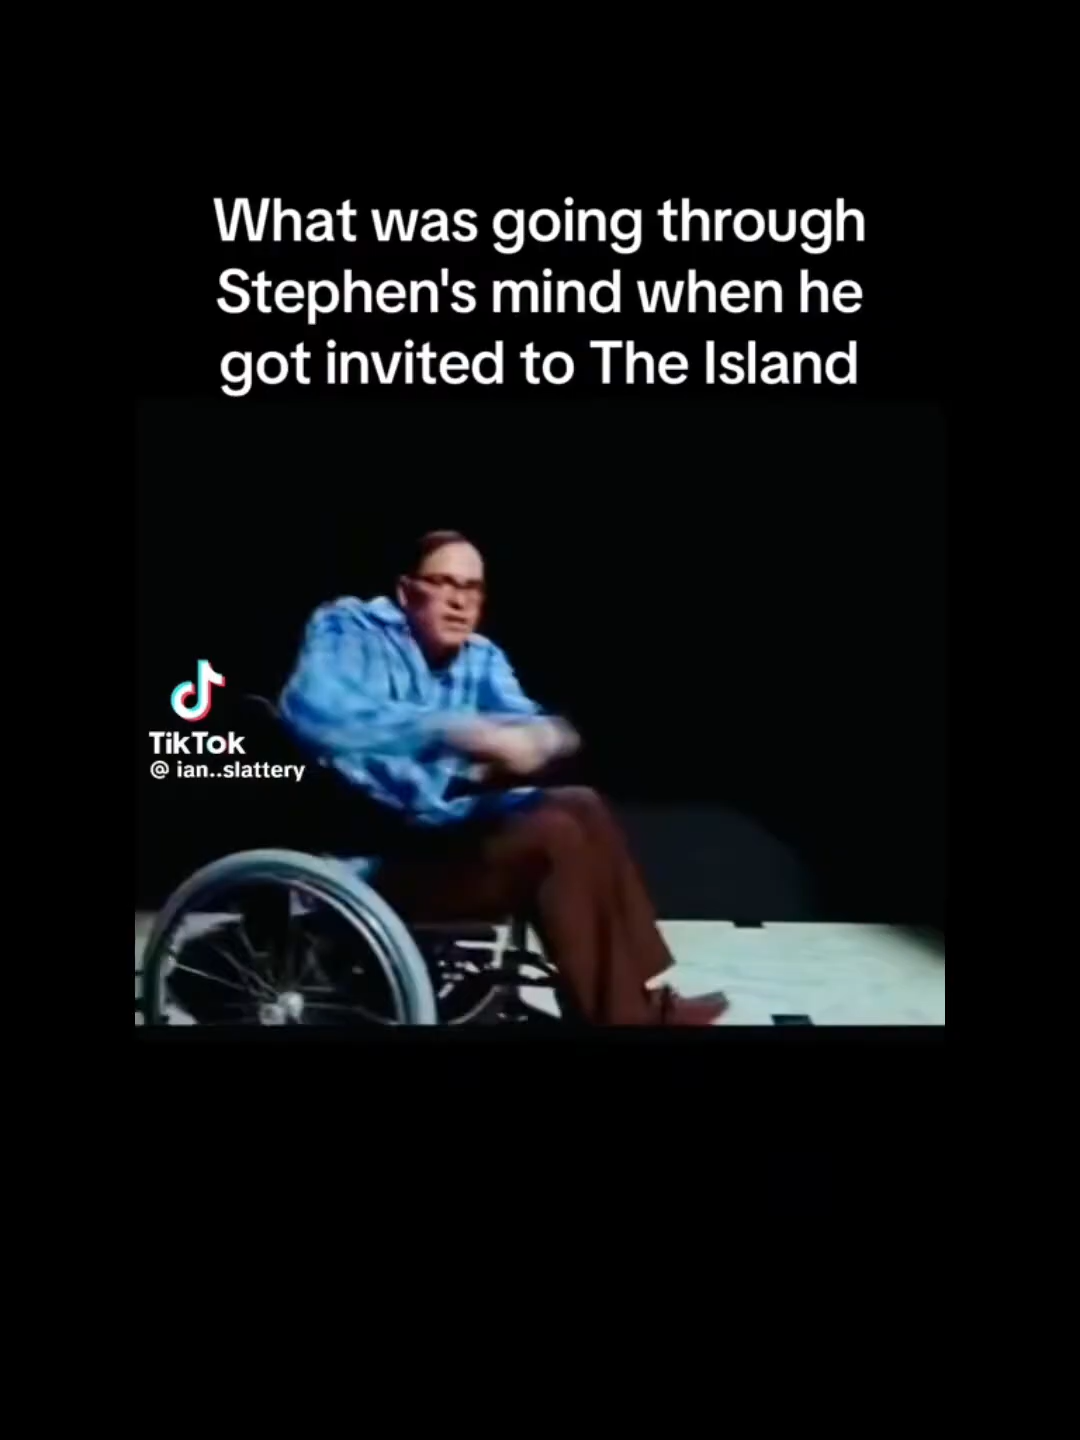 What was going through
Stephen's mind when he
got invited to The Island
TikTok
@ ian..slattery